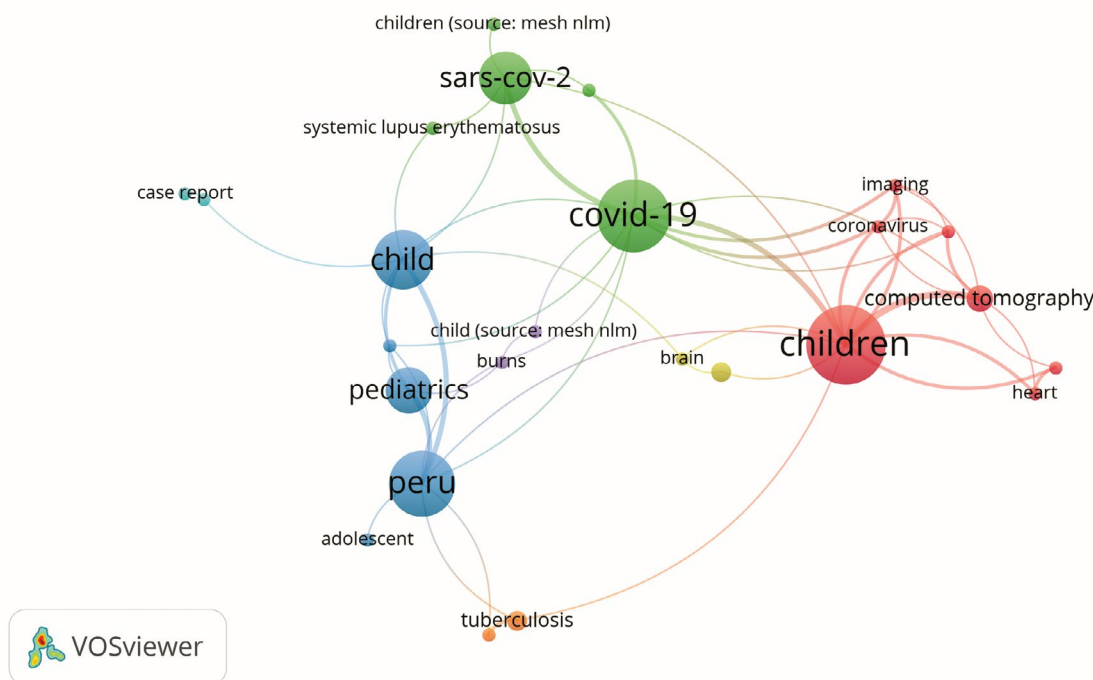 children (source: mesh nlm)
sars-cov-2
systemic lupus erythematosus
imaging
case report
covid-19
coronavirus
child
computed tomography
child (source: mesh nlm)
children
brain
burns
pediatrics
heart
peru
adolescent
tuberculosis
VOSviewer